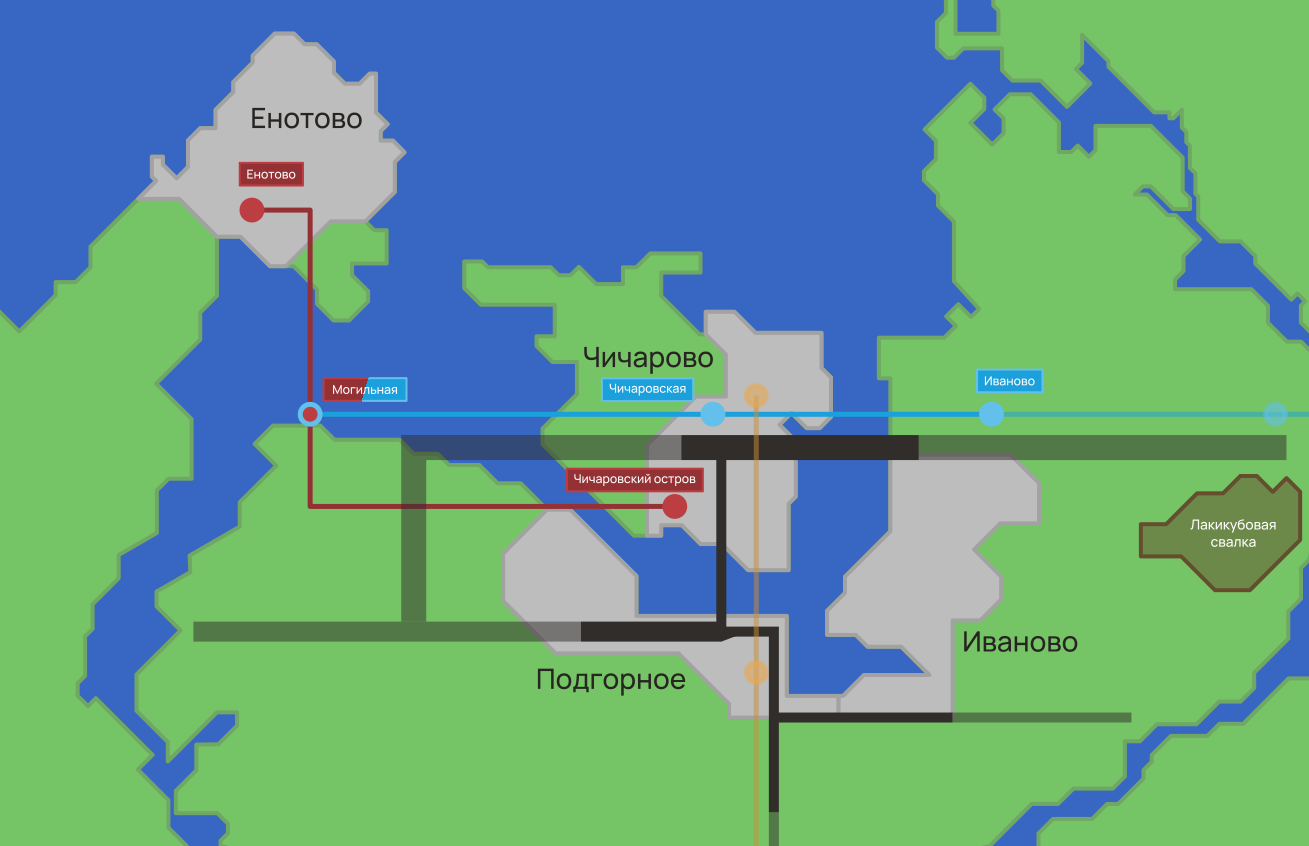 Енотово
Енотово
Чичарово
Могильная
Чичаровская
Иваново
Чичаровский остров
Лакикубовая
свалка
Иваново
Подгорное